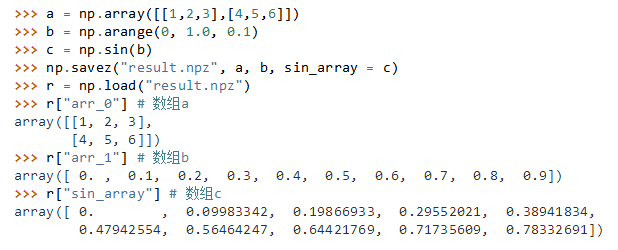 >>> a = np.array([[1,2,3],[4,5,6]])
>>> b = np.arange(0, 1.0, 0.1)
>>> c = np.sin(b)
>>> np.savez("result.npz", a, b, sin_array = c)
>>> r = np.load("result.npz")
>>> r["arr_0"] # 数组a
array([[1, 2, 3],
       [4, 5, 6]])
>>> r["arr_1"] # 数组b
array([ 0. ,  0.1,  0.2,  0.3,  0.4,  0.5,  0.6,  0.7,  0.8,  0.9])
>>> r["sin_array"] # 数组c
array([ 0.        ,  0.09983342,  0.19866933,  0.29552021,  0.38941834,
        0.47942554,  0.56464247,  0.64421769,  0.71735609,  0.78332691])